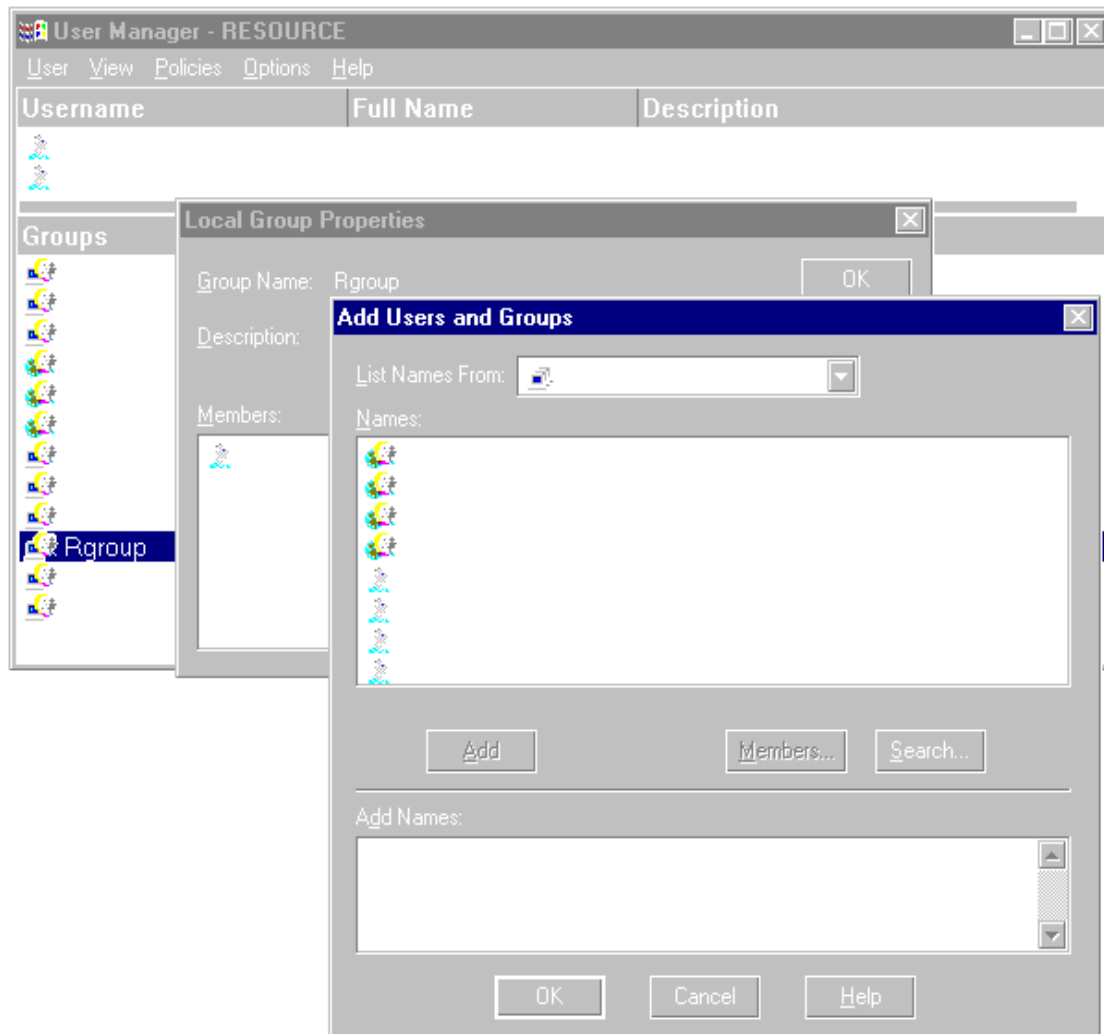 User Manager - RESOURCE
User View Policies Options Help
Username Full Name Description
Local Group Properties
Groups
Group Name: Rgroup OK
Add Users and Groups
Description:
List Names From:
Members:
Names:
Rgroup
Add Members... Search...
Add Names:
OK Cancel Help